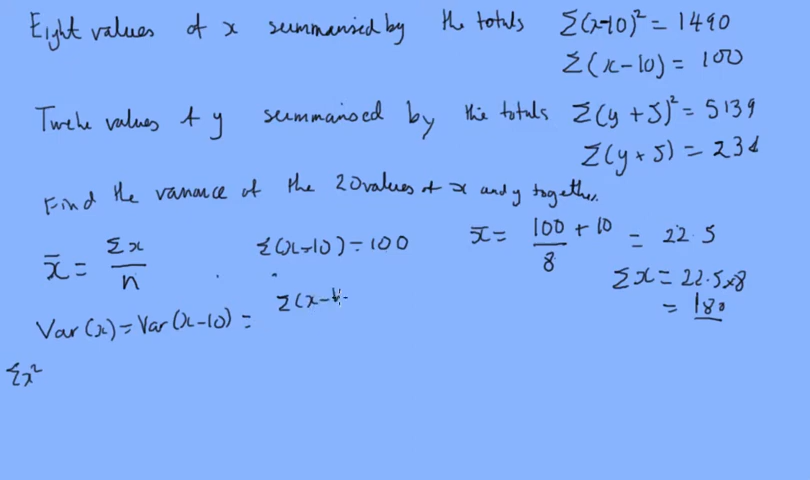 Eight values of x summarised by the totals Σ(x-10)² = 1490
Σ(x-10) = 100
Twelve values of y summarised by the totals Σ(y+5)² = 5139
Σ(y+5) = 234
Find the variance of the 20 values of x and y together.
x̄ = Σx/n Σ(x-10) = 100 x̄ = 100/8 + 10 = 22.5
Σx = 22.5×8
= 180
Var(x) = Var(x-10) = Σ(x-1
Σx²